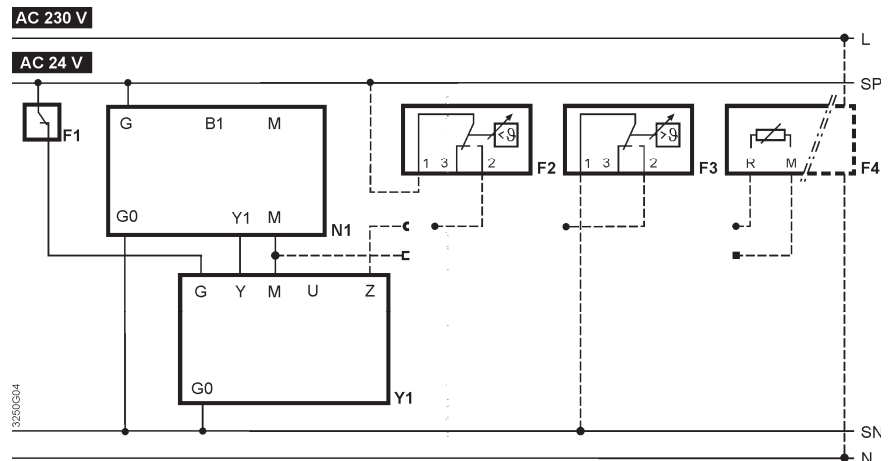 AC 230 V
L
AC 24 V
SP
F1
G B1 M
G0 Y1 M
N1
<ϑ
1 3 2
F2
<ϑ
1 3 2
F3
R M
F4
G Y M U Z
G0
Y1
3250G04
SN
N